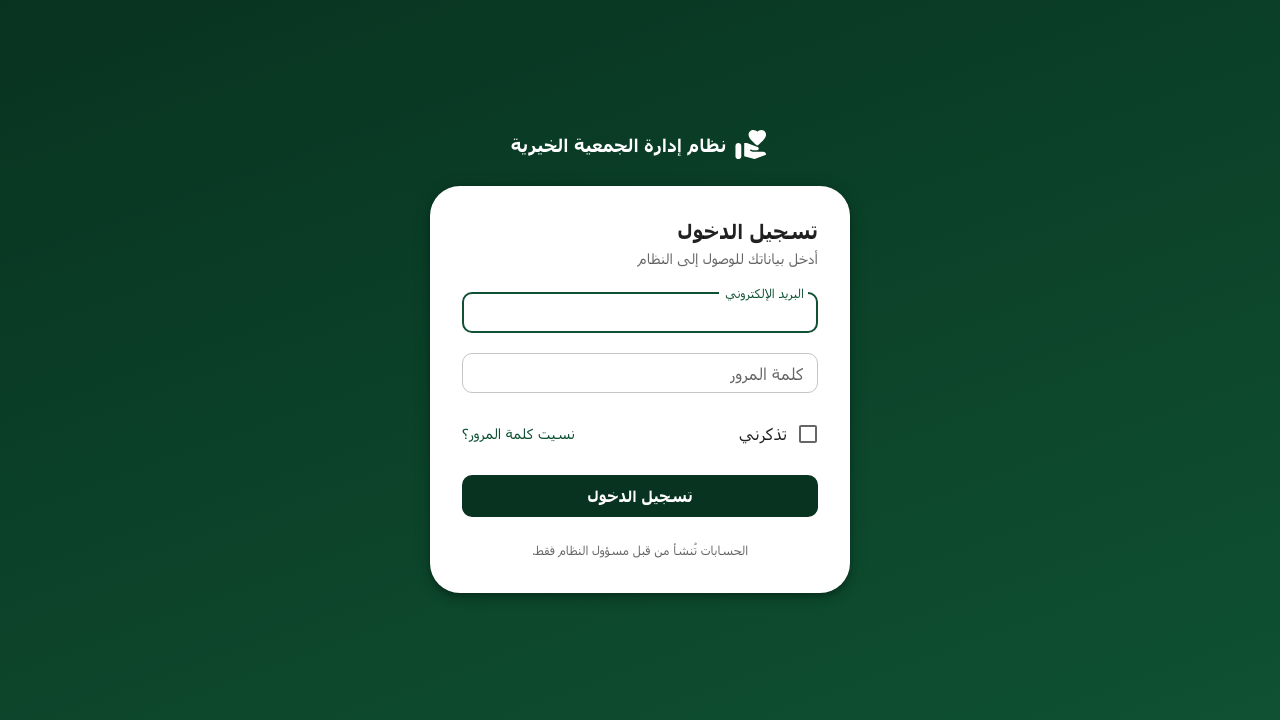 نظام إدارة الجمعية الخيرية
تسجيل الدخول
أدخل بياناتك للوصول إلى النظام
البريد الإلكتروني
كلمة المرور
تذكرني
نسيت كلمة المرور؟
تسجيل الدخول
الحسابات تُنشأ من قبل مسؤول النظام فقط.